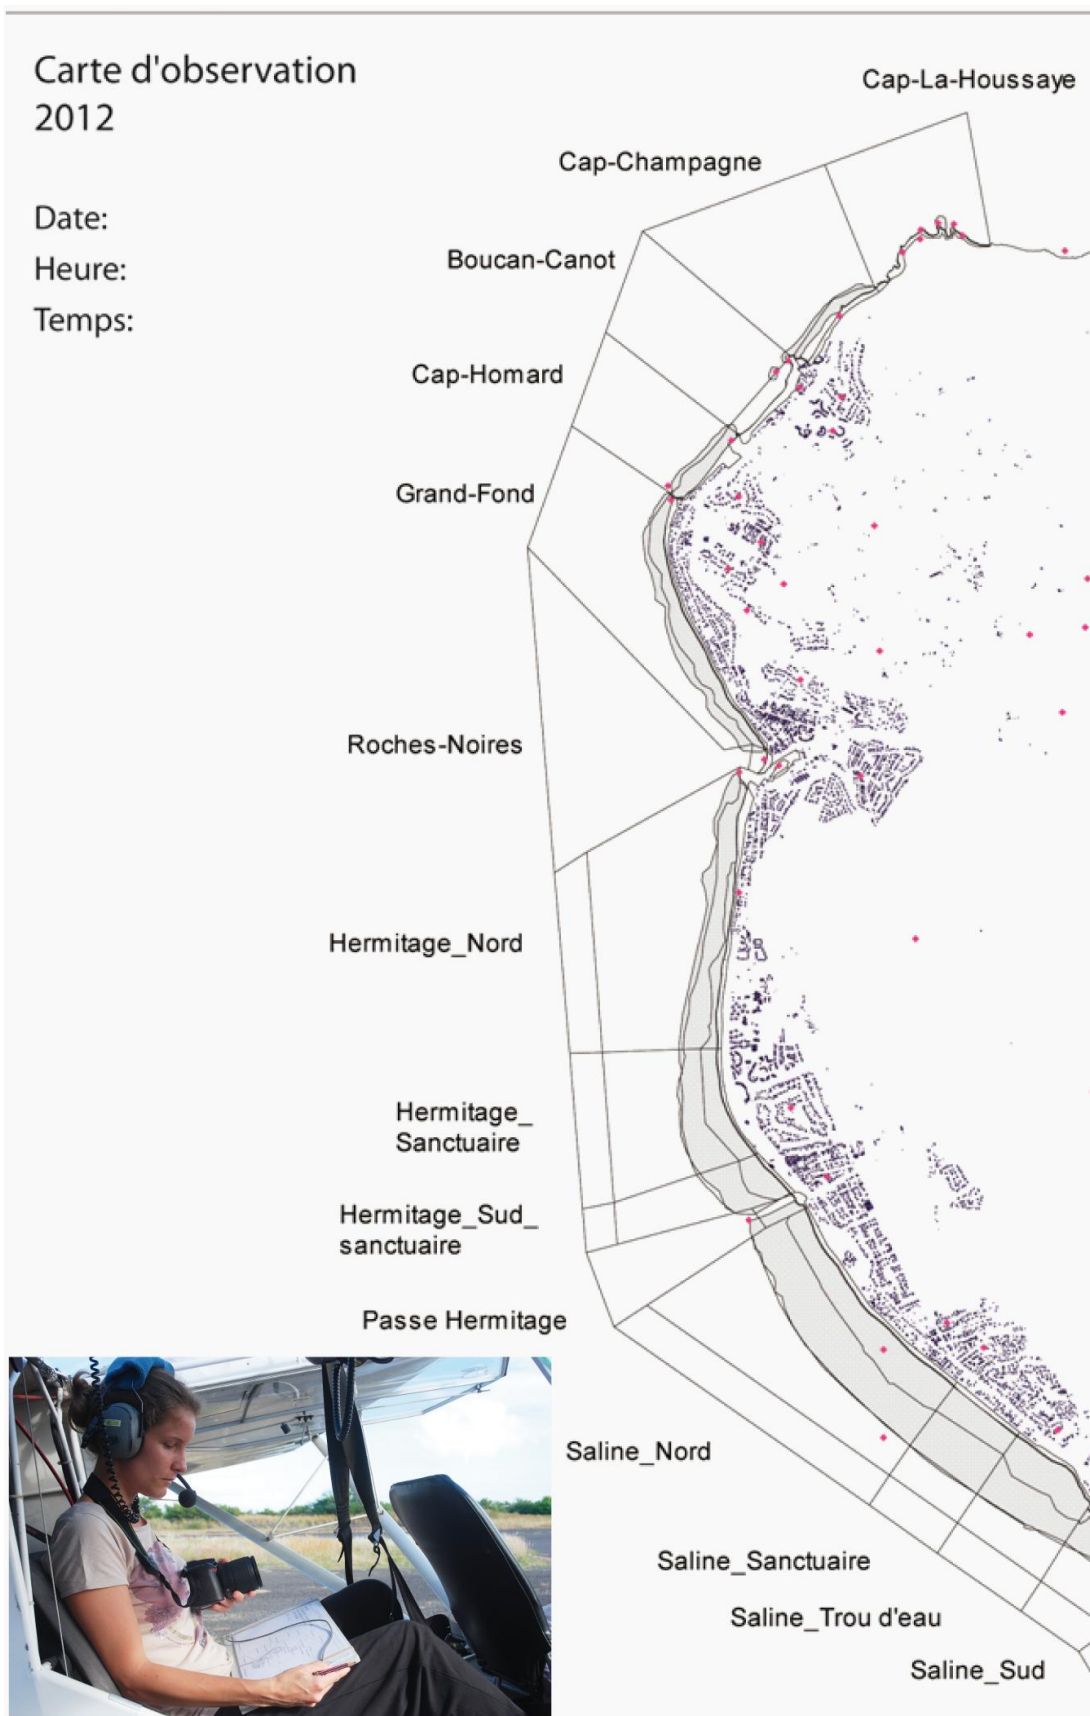 Carte d'observation
2012
Date:
Heure:
Temps:
Cap-La-Houssaye
Cap-Champagne
Boucan-Canot
Cap-Homard
Grand-Fond
Roches-Noires
Hermitage_Nord
Hermitage_
Sanctuaire
Hermitage_Sud_
sanctuaire
Passe Hermitage
Saline_Nord
Saline_Sanctuaire
Saline_Trou d'eau
Saline_Sud